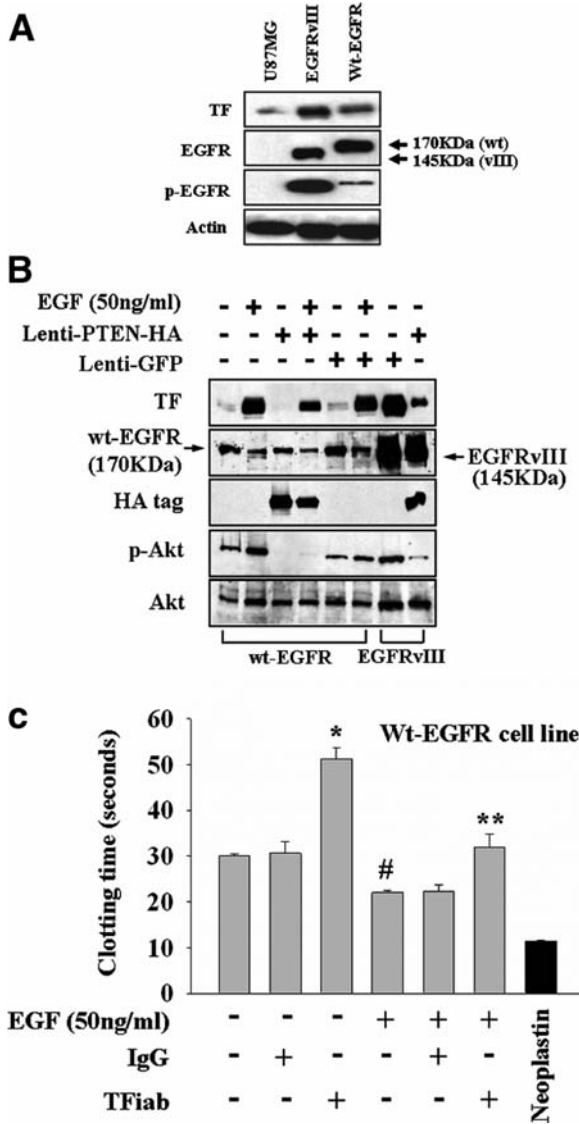 A
U87MG
EGFRvIII
Wt-EGFR
TF
EGFR
170KDa (wt)
145KDa (vIII)
p-EGFR
Actin
B
EGF (50ng/ml) - + - + - + - -
Lenti-PTEN-HA - - + + - - - +
Lenti-GFP - - - - + + + -
TF
wt-EGFR
(170KDa)
EGFRvIII
(145KDa)
HA tag
p-Akt
Akt
wt-EGFR
EGFRvIII
C
Wt-EGFR cell line
Clotting time (seconds)
60
50
40
30
20
10
0
*
#
**
EGF (50ng/ml) - - - + + +
IgG - + - - + -
TFiab - - + - - +
Neoplastin